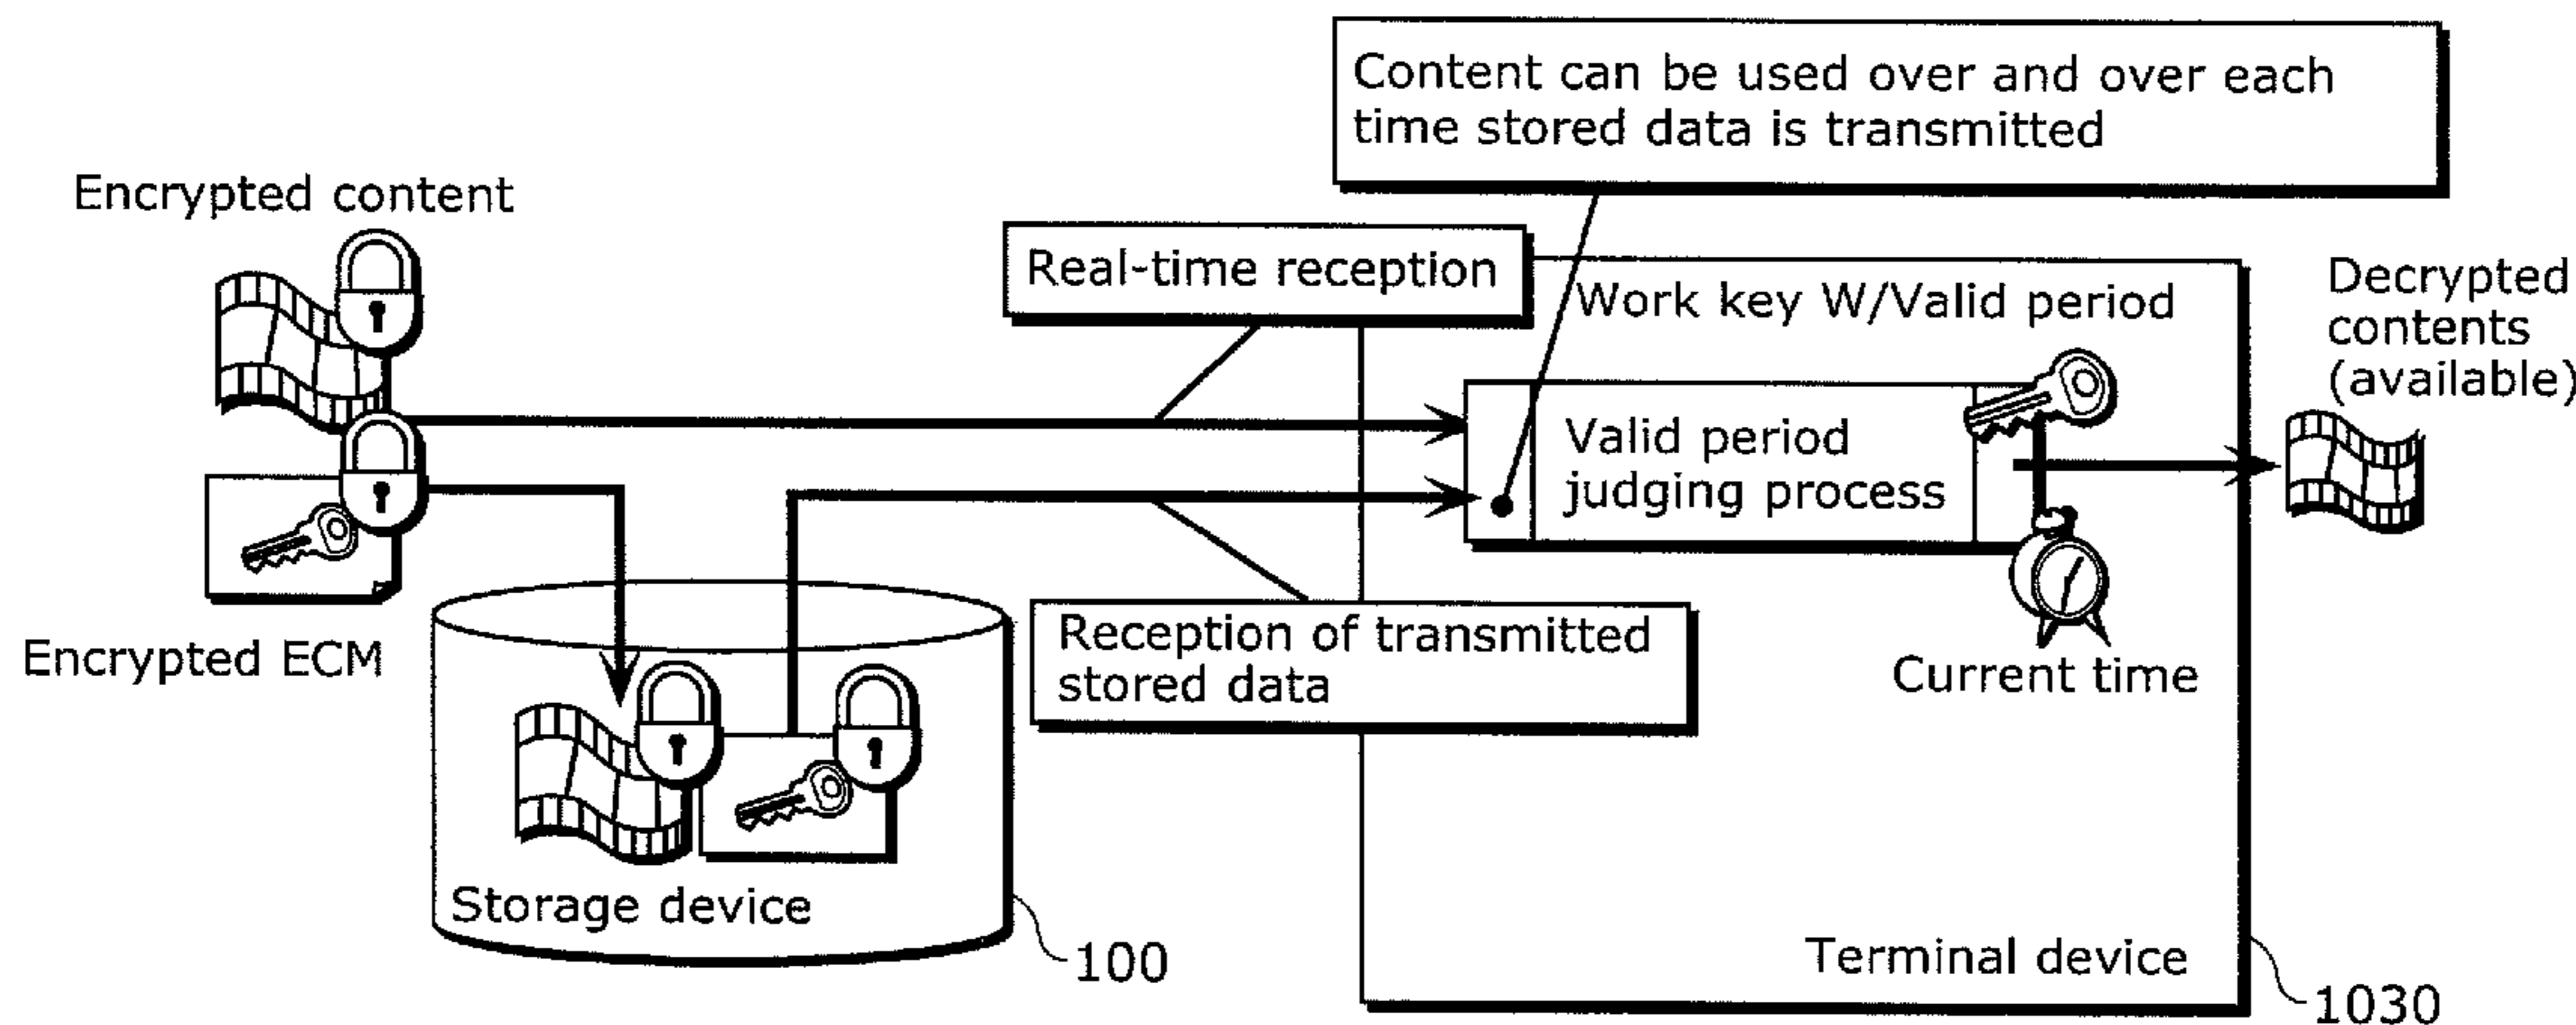 Content can be used over and over each
time stored data is transmitted
Encrypted content
Real-time reception
Work key W/Valid period
Decrypted
contents
(available)
Valid period
judging process
Encrypted ECM
Reception of transmitted
stored data
Current time
Storage device
100
Terminal device
1030